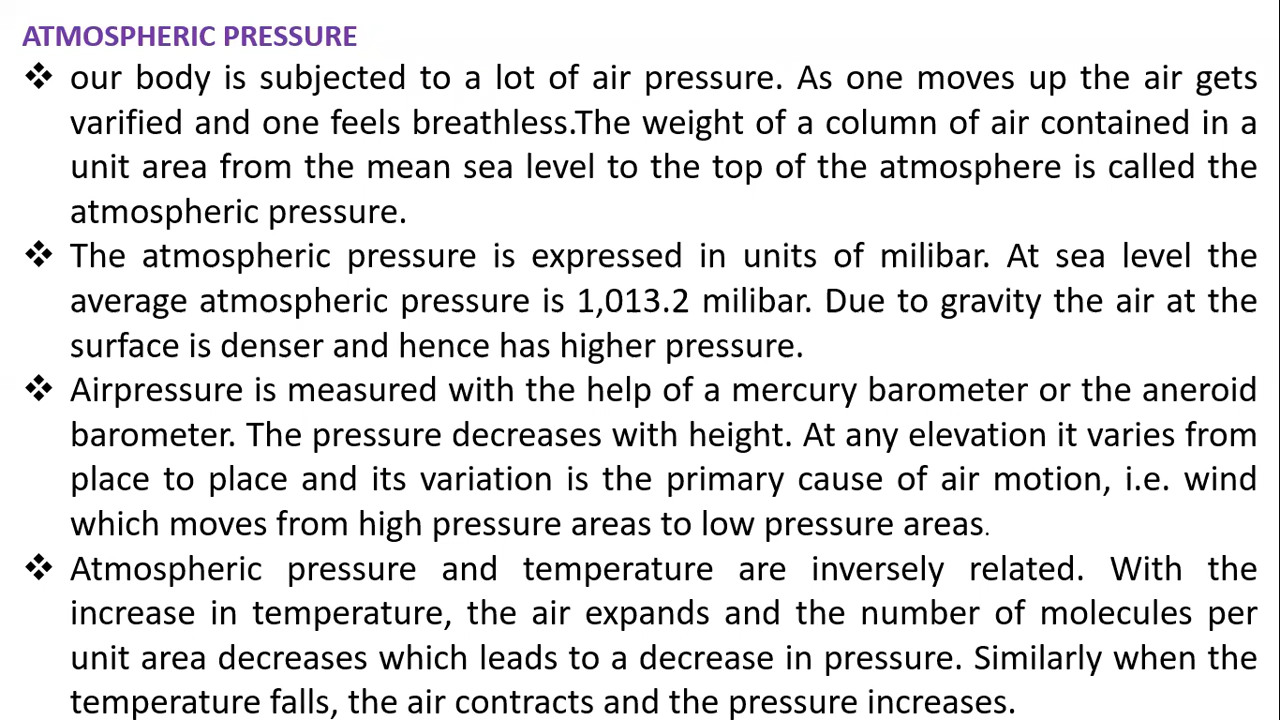 ATMOSPHERIC PRESSURE
❖ our body is subjected to a lot of air pressure. As one moves up the air gets
varified and one feels breathless.The weight of a column of air contained in a
unit area from the mean sea level to the top of the atmosphere is called the
atmospheric pressure.
❖ The atmospheric pressure is expressed in units of milibar. At sea level the
average atmospheric pressure is 1,013.2 milibar. Due to gravity the air at the
surface is denser and hence has higher pressure.
❖ Airpressure is measured with the help of a mercury barometer or the aneroid
barometer. The pressure decreases with height. At any elevation it varies from
place to place and its variation is the primary cause of air motion, i.e. wind
which moves from high pressure areas to low pressure areas.
❖ Atmospheric pressure and temperature are inversely related. With the
increase in temperature, the air expands and the number of molecules per
unit area decreases which leads to a decrease in pressure. Similarly when the
temperature falls, the air contracts and the pressure increases.